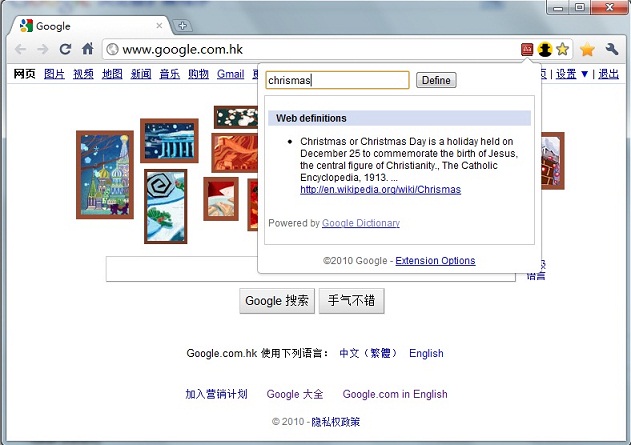 Google
www.google.com.hk
网页 图片 视频 地图 新闻 音乐 购物 Gmail
| 设置 ▼ | 退出
chrismas
Define
Web definitions
• Christmas or Christmas Day is a holiday held on
December 25 to commemorate the birth of Jesus,
the central figure of Christianity., The Catholic
Encyclopedia, 1913. ...
http://en.wikipedia.org/wiki/Chrismas
Powered by Google Dictionary
©2010 Google - Extension Options
语言
Google 搜索 手气不错
Google.com.hk 使用下列语言: 中文（繁體） English
加入营销计划 Google 大全 Google.com in English
© 2010 - 隐私权政策